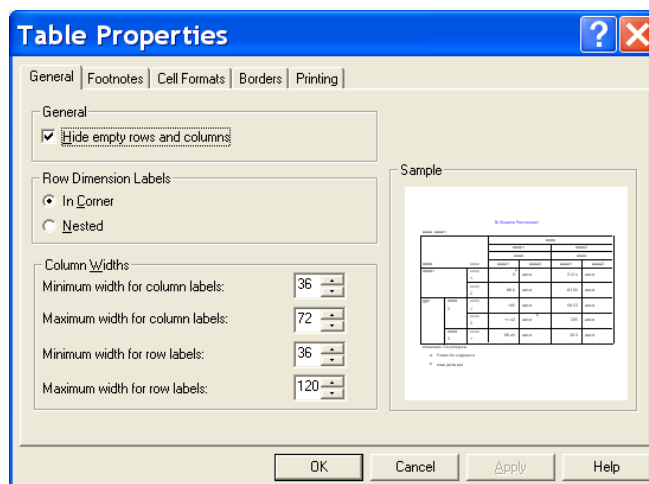 Table Properties
General Footnotes Cell Formats Borders Printing
General
Hide empty rows and columns
Row Dimension Labels
In Corner
Nested
Column Widths
Minimum width for column labels: 36
Maximum width for column labels: 72
Minimum width for row labels: 36
Maximum width for row labels: 120
Sample
OK Cancel Apply Help